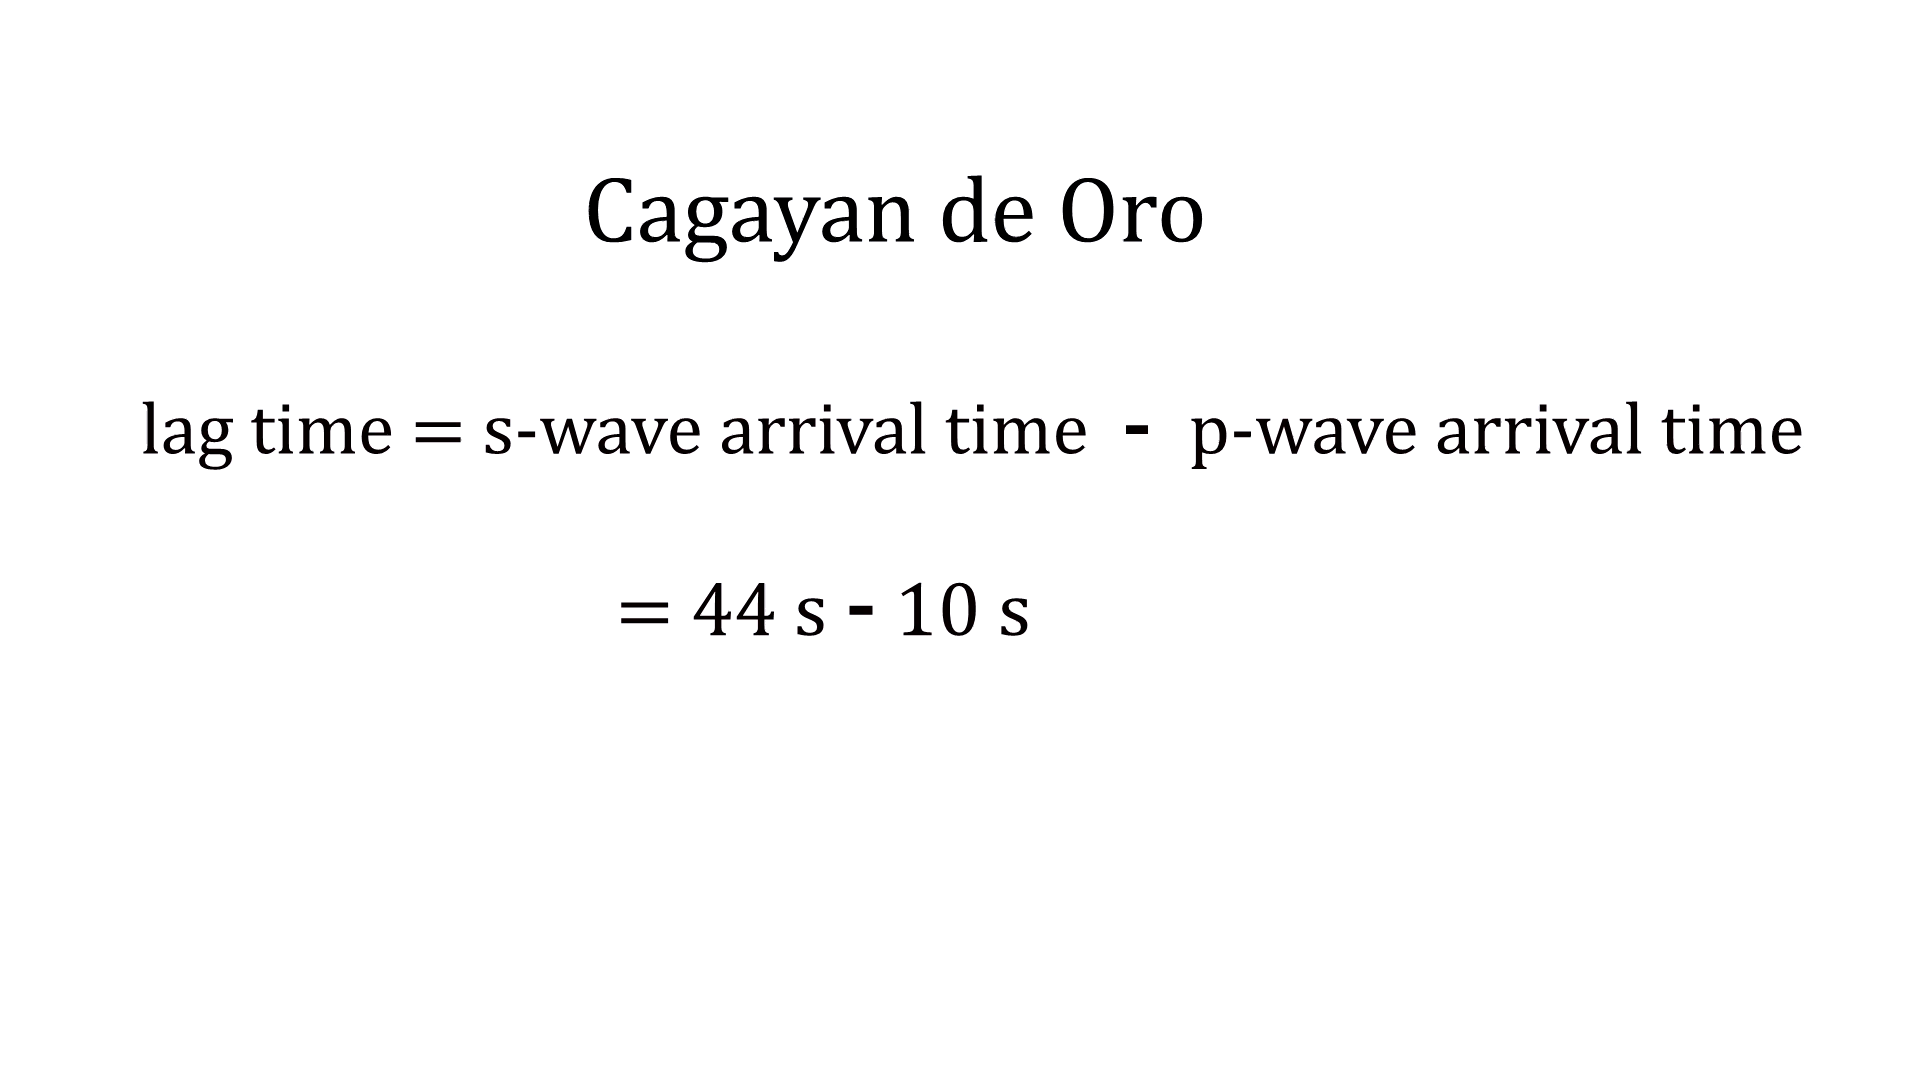 Cagayan de Oro
lag time = s-wave arrival time - p-wave arrival time
= 44 s - 10 s